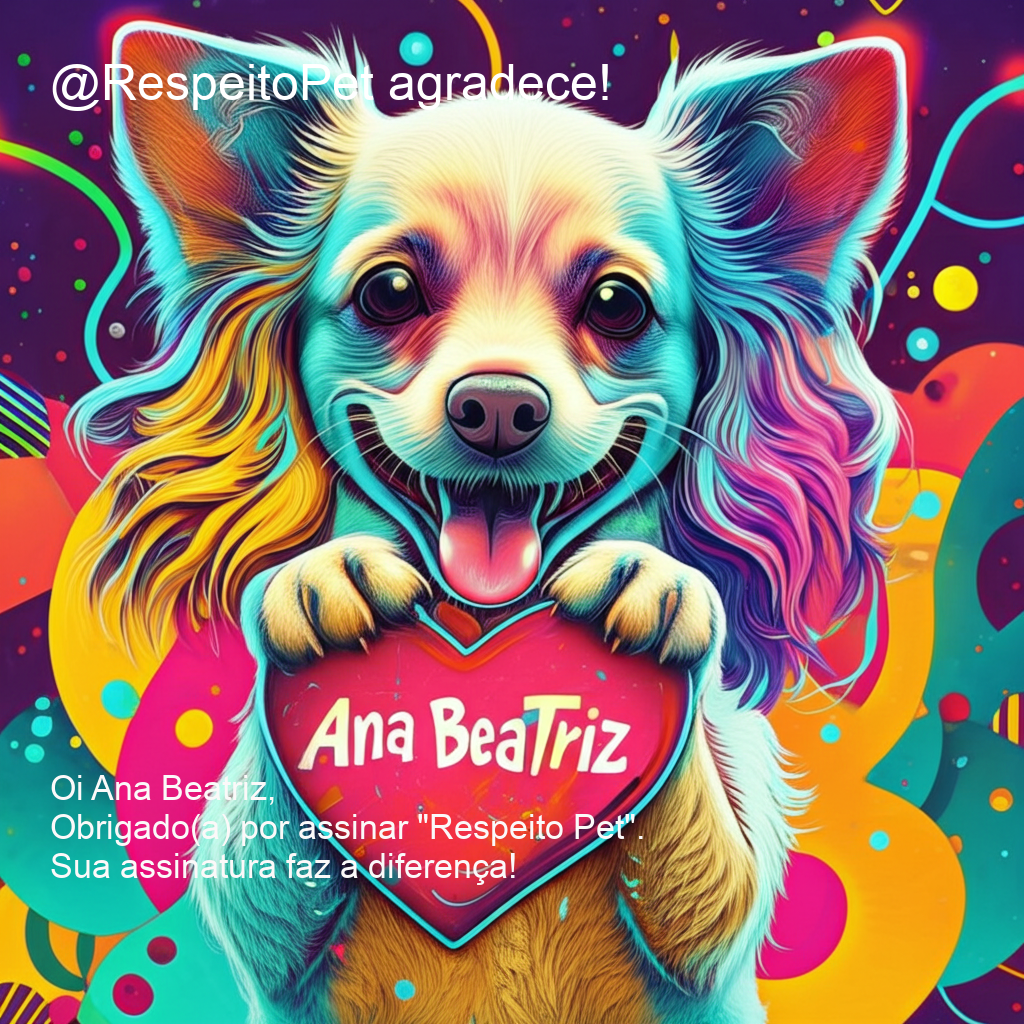 @RespeitoPet agradece!
Ana BeaTriz
Oi Ana Beatriz,
Obrigado(a) por assinar "Respeito Pet".
Sua assinatura faz a diferença!